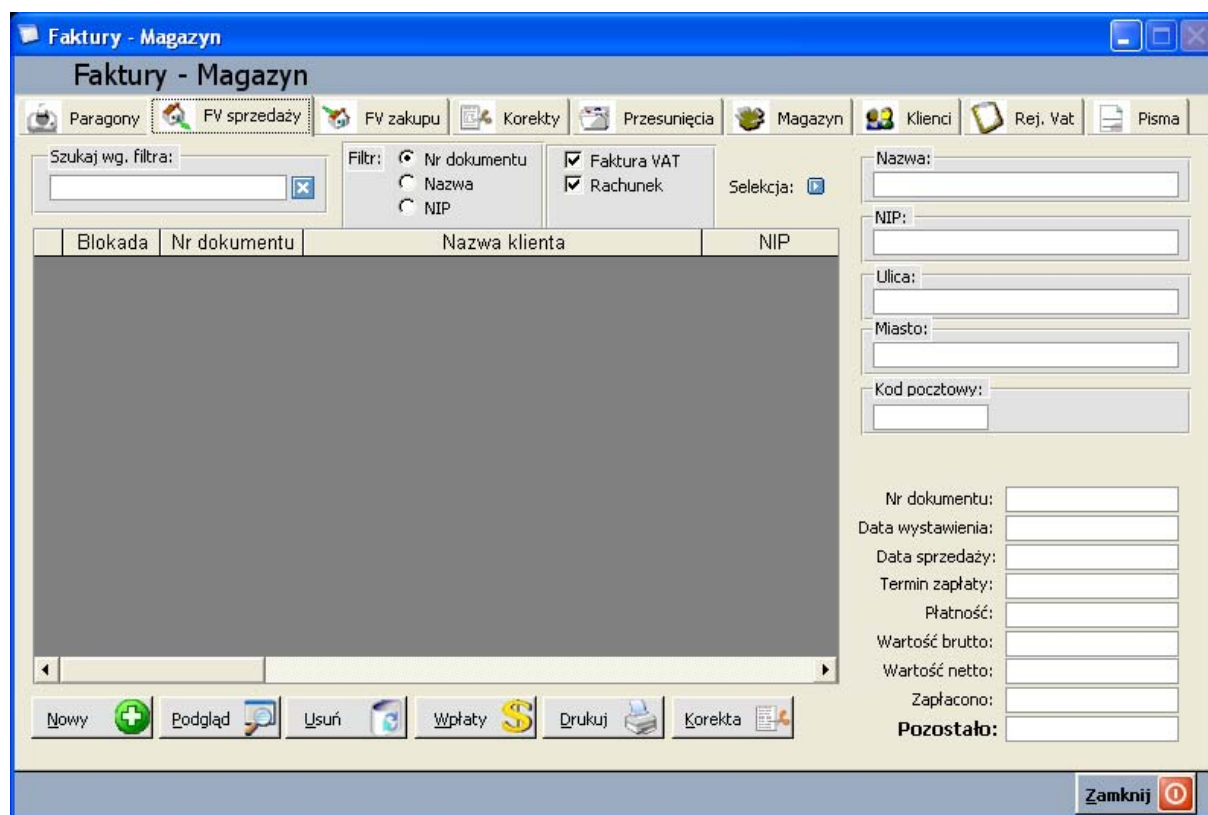 Faktury - Magazyn
Faktury - Magazyn
Paragony FV sprzedaży FV zakupu Korekty Przesunięcia Magazyn Klienci Rej. Vat Pisma
Szukaj wg. filtra:
Filtr: Nr dokumentu
Nazwa
NIP
Faktura VAT
Rachunek
Selekcja:
Blokada Nr dokumentu Nazwa klienta NIP
Nazwa:
NIP:
Ulica:
Miasto:
Kod pocztowy:
Nr dokumentu:
Data wystawienia:
Data sprzedaży:
Termin zapłaty:
Płatność:
Wartość brutto:
Wartość netto:
Zapłacono:
Pozostało:
Nowy Podgląd Usuń Wpłaty Drukuj Korekta
Zamknij